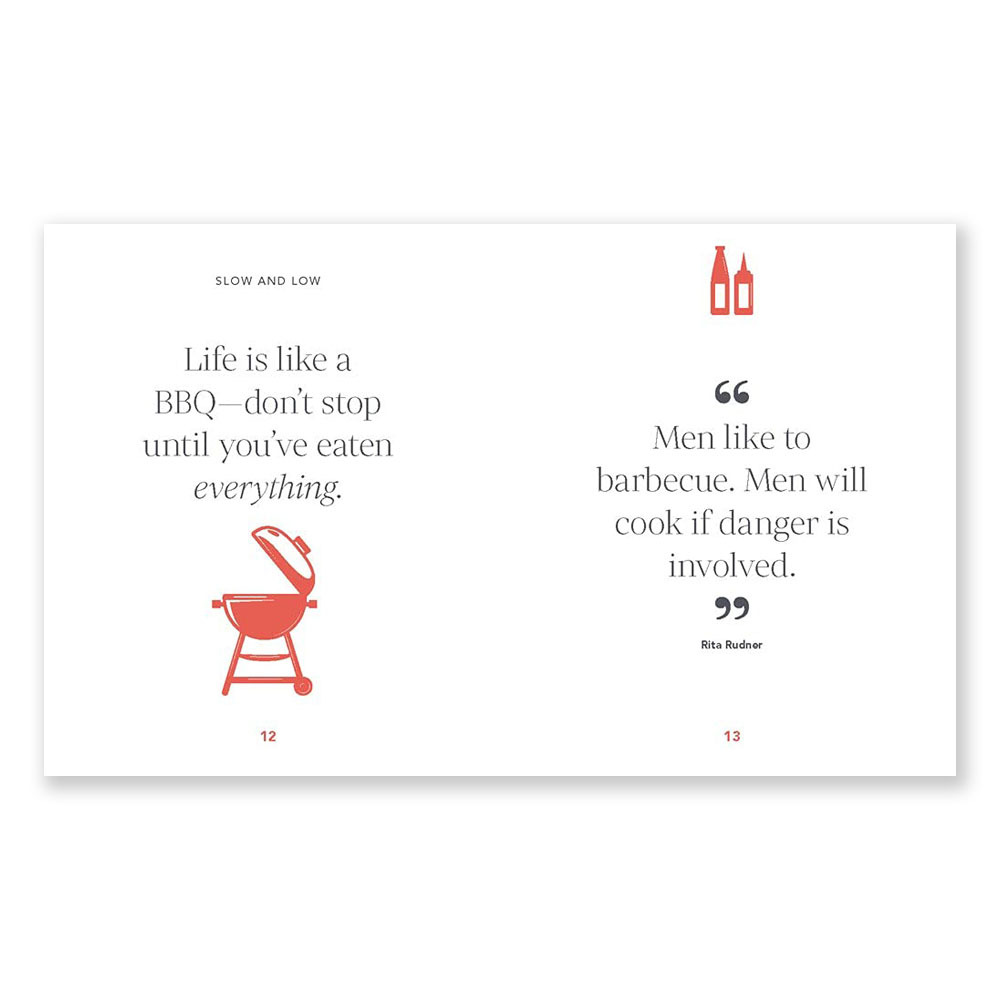 SLOW AND LOW
Life is like a
BBQ—don’t stop
until you’ve eaten
everything.
12
“
Men like to
barbecue. Men will
cook if danger is
involved.
”
Rita Rudner
13